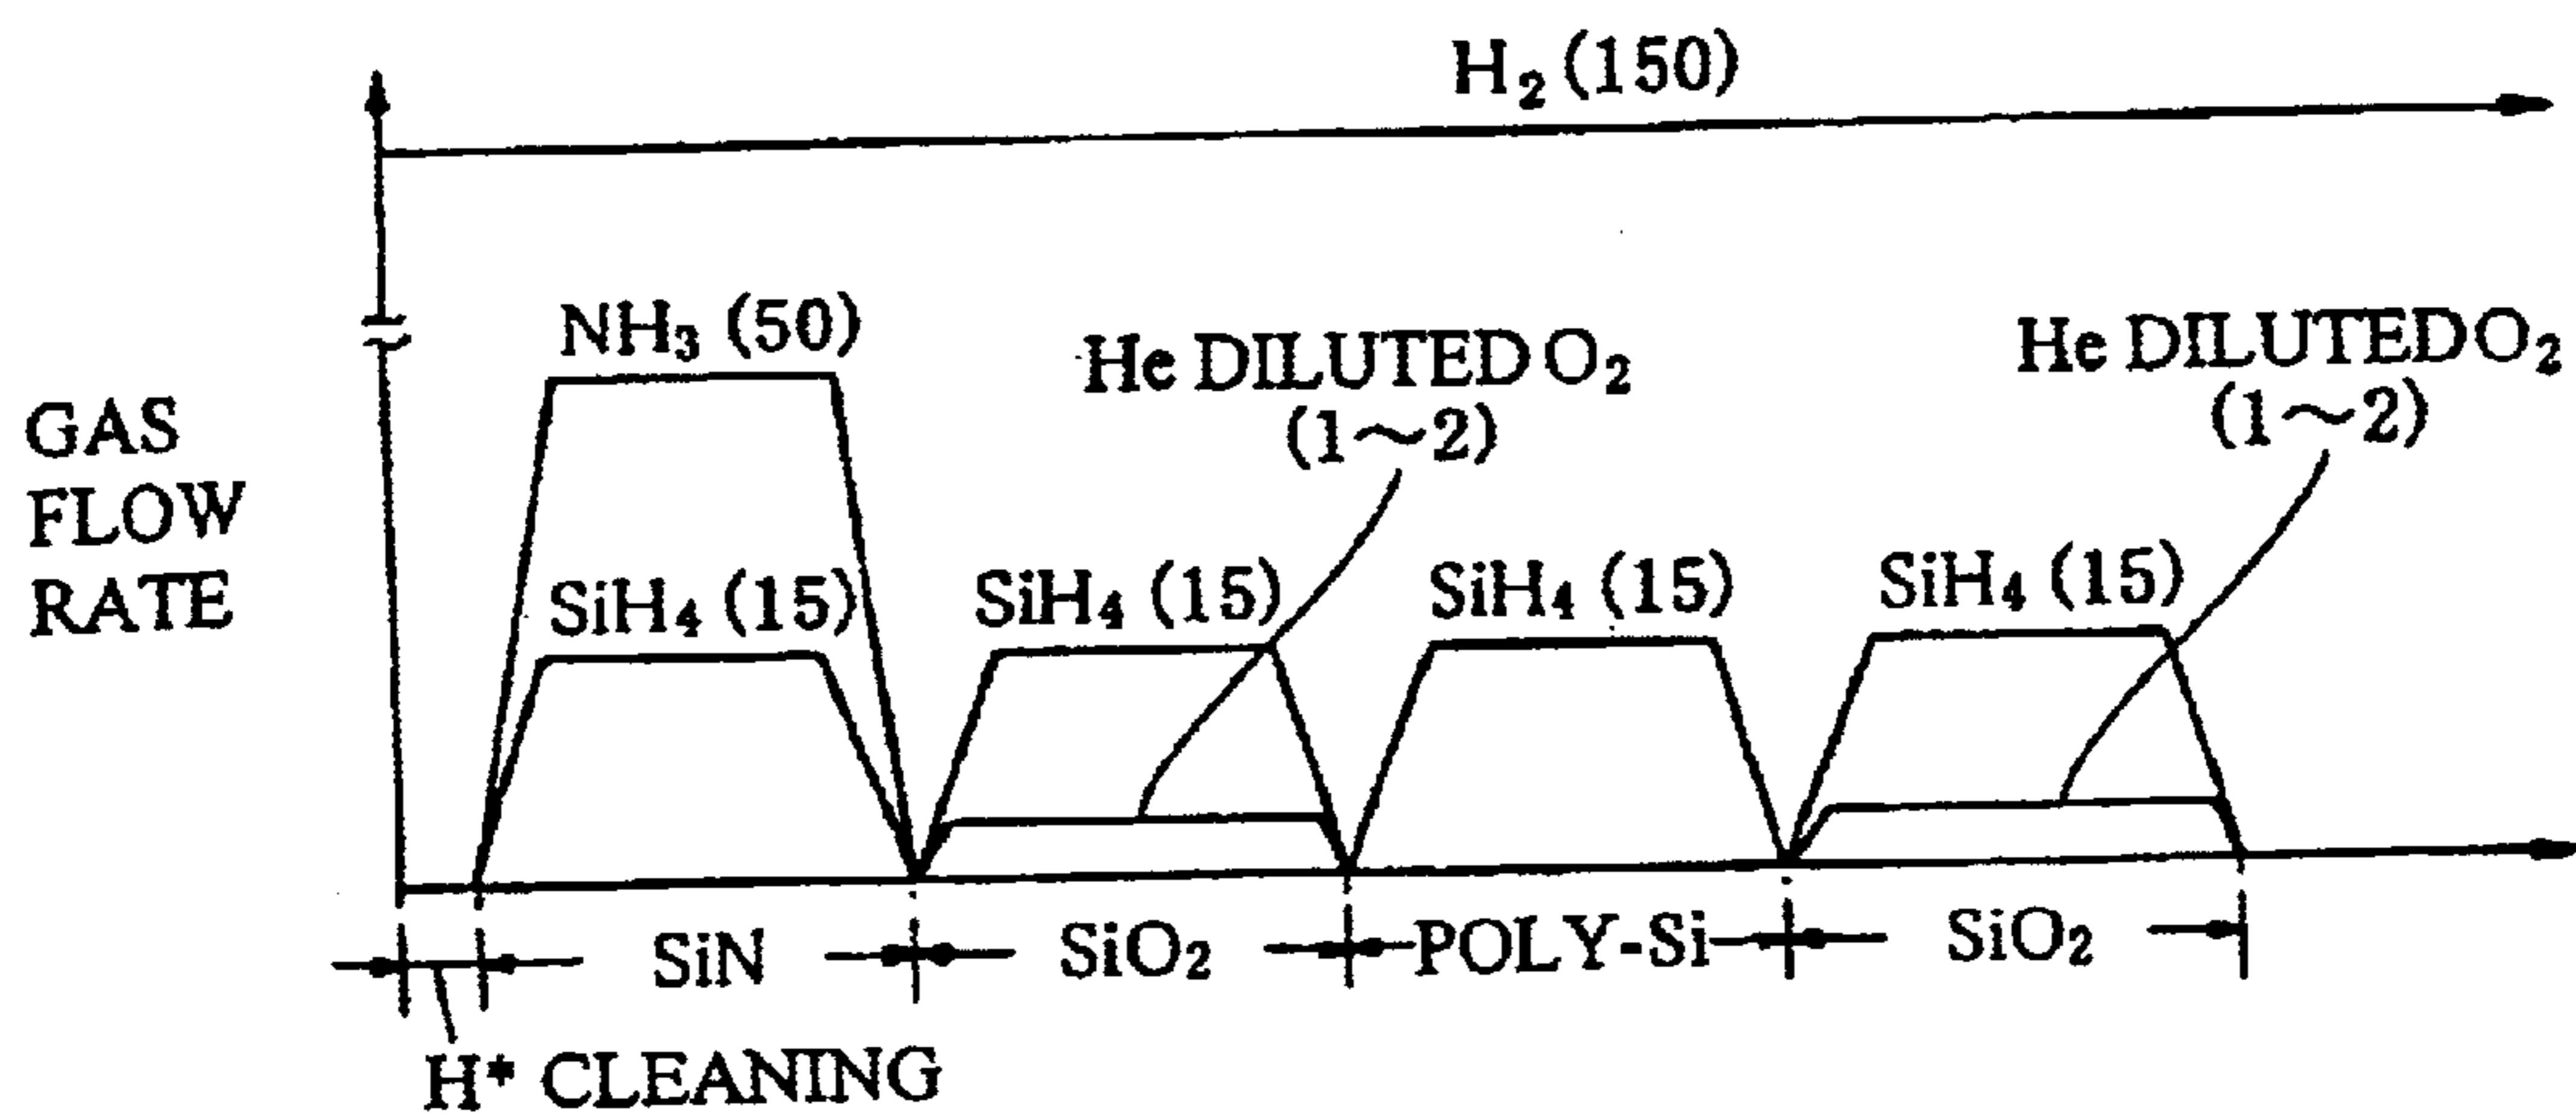 H₂ (150)
NH₃ (50)
He DILUTED O₂
(1～2)
He DILUTED O₂
(1～2)
GAS
FLOW
RATE
SiH₄ (15)
SiH₄ (15)
SiH₄ (15)
SiH₄ (15)
SiN
SiO₂
POLY-Si
SiO₂
H* CLEANING